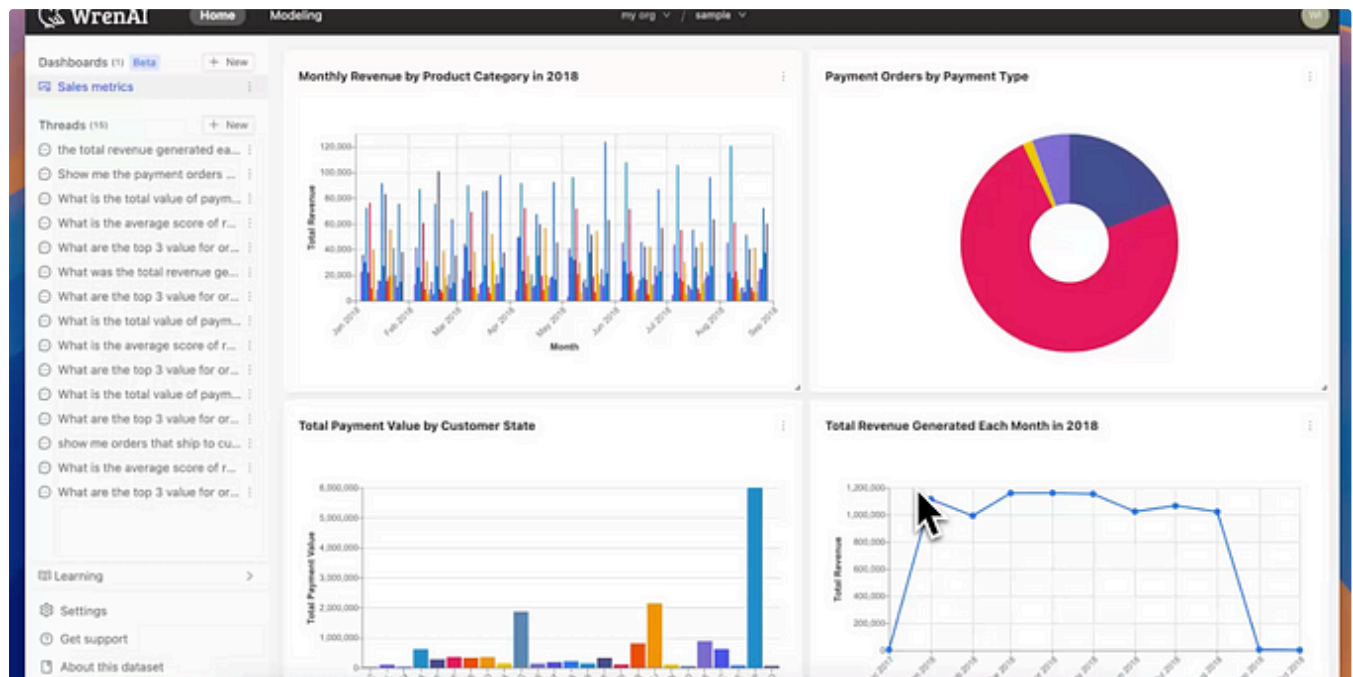 WrenAI
Home
Modeling
my org / sample
WI
Dashboards (1) Beta
+ New
Sales metrics
Threads (15)
+ New
the total revenue generated ea...
Show me the payment orders ...
What is the total value of paym...
What is the average score of r...
What are the top 3 value for or...
What was the total revenue ge...
What are the top 3 value for or...
What is the total value of paym...
What is the average score of r...
What are the top 3 value for or...
What is the total value of paym...
What are the top 3 value for or...
show me orders that ship to cu...
What is the average score of r...
What are the top 3 value for or...
Learning
Settings
Get support
About this dataset
Monthly Revenue by Product Category in 2018
Total Revenue
120,000
100,000
80,000
60,000
40,000
20,000
0
Jan 2018
Feb 2018
Mar 2018
Apr 2018
May 2018
Jun 2018
Jul 2018
Aug 2018
Sep 2018
Month
Payment Orders by Payment Type
Total Payment Value by Customer State
Total Payment Value
6,000,000
5,000,000
4,000,000
3,000,000
2,000,000
1,000,000
0
Total Revenue Generated Each Month in 2018
Total Revenue
1,200,000
1,000,000
800,000
600,000
400,000
200,000
0